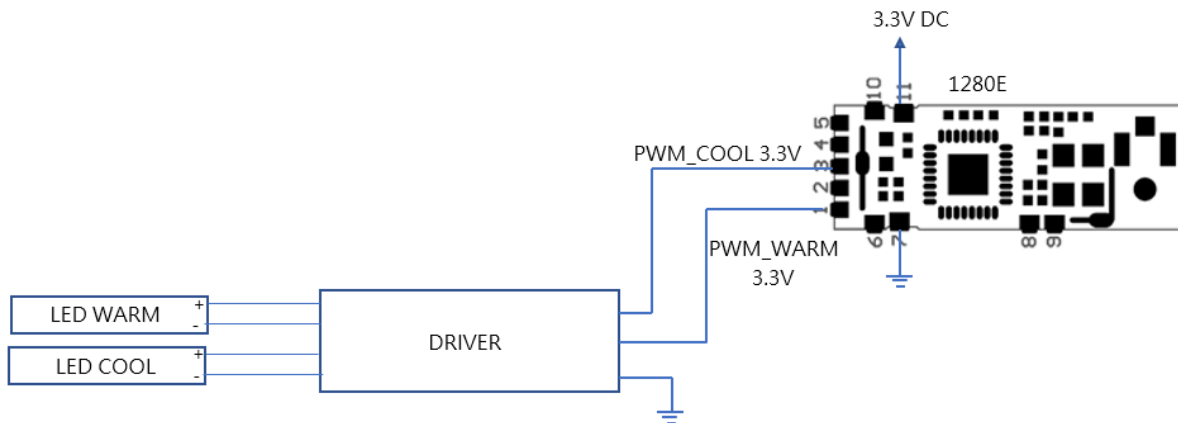 3.3V DC
1280E
10
11
5
4
3
2
1
PWM_COOL 3.3V
6
7
8
9
PWM_WARM
3.3V
LED WARM
+
-
DRIVER
LED COOL
+
-